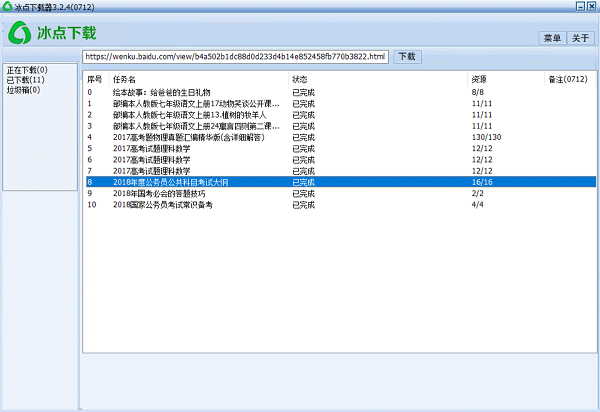 冰点下载器3.2.4(0712)
冰点下载
菜单 关于
https://wenku.baidu.com/view/b4a502b1dc88d0d233d4b14e852458fb770b3822.html 下载
正在下载(0)
已下载(11)
垃圾箱(0)
序号 任务名 状态 资源 备注(0712)
0 绘本故事：给爸爸的生日礼物 已完成 8/8
1 部编本人教版七年级语文上册17动物笑谈公开课... 已完成 11/11
2 部编本人教版七年级语文上册13.植树的牧羊人 已完成 11/11
3 部编本人教版七年级语文上册24寓言四则第二课... 已完成 11/11
4 2017高考题物理真题汇编精华版(含详细解答) 已完成 130/130
5 2017高考试题理科数学 已完成 12/12
6 2017高考试题理科数学 已完成 12/12
7 2017高考试题理科数学 已完成 12/12
8 2018年度公务员公共科目考试大纲 已完成 16/16
9 2018年国考必会的答题技巧 已完成 2/2
10 2018国家公务员考试常识备考 已完成 4/4